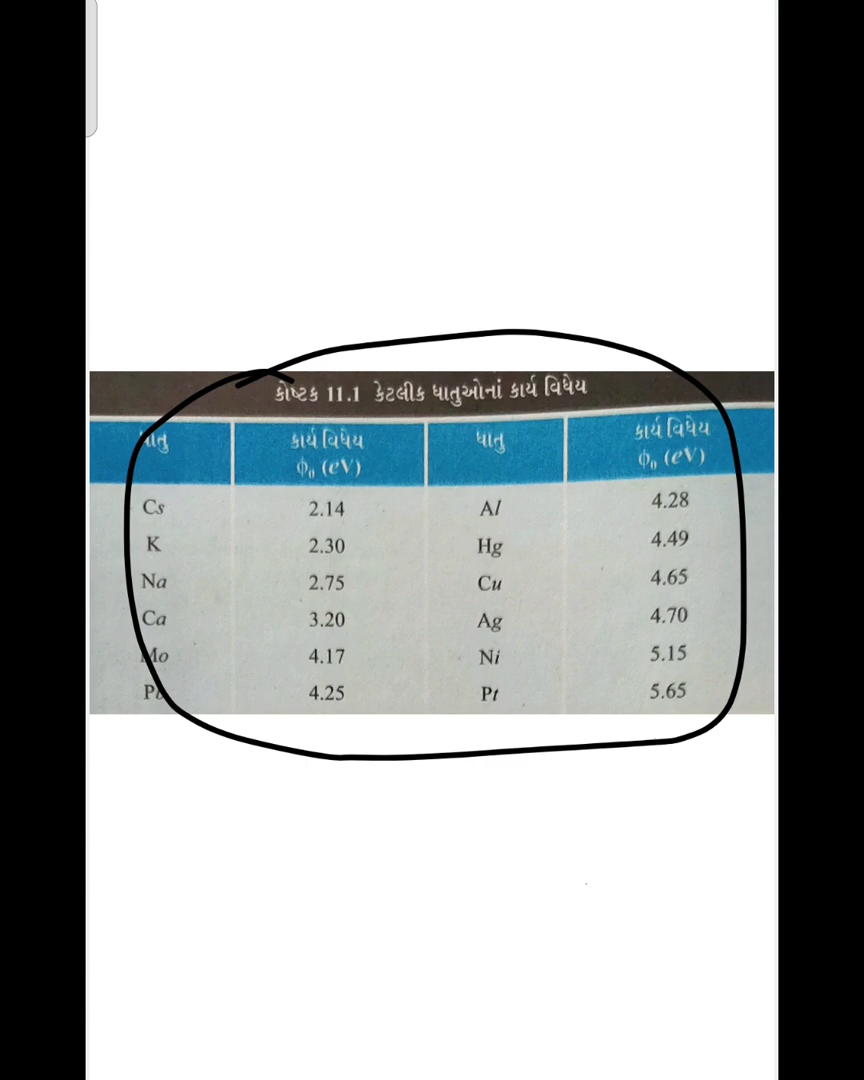 કોષ્ટક 11.1 કેટલીક ધાતુઓનાં કાર્ય વિધેય
ધાતુ કાર્ય વિધેય ધાતુ કાર્ય વિધેય
ϕ₀ (eV) ϕ₀ (eV)
Cs 2.14 Al 4.28
K 2.30 Hg 4.49
Na 2.75 Cu 4.65
Ca 3.20 Ag 4.70
Mo 4.17 Ni 5.15
Pb 4.25 Pt 5.65